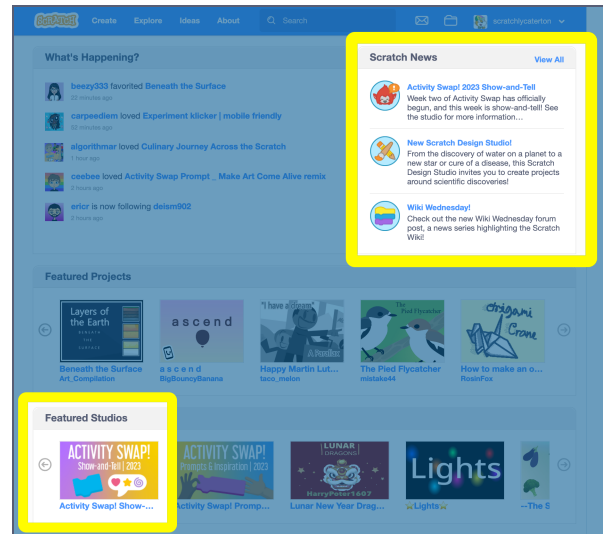 SCRATCH Create Explore Ideas About Search scratchlycaterton
What's Happening?
beezy333 favorited Beneath the Surface
50 minutes ago
carpeediem loved Experiment klicker | mobile friendly
52 minutes ago
algorithmar loved Culinary Journey Across the Scratch
1 hour ago
ceebee loved Activity Swap Prompt _ Make Art Come Alive remix
3 hours ago
ericr is now following deism902
3 hours ago
Scratch News View All
Activity Swap! 2023 Show-and-Tell
Week two of Activity Swap has officially
begun, and this week is show-and-tell! See
the studio for more information…
New Scratch Design Studio!
From the discovery of water on a planet to a
new star or cure of a disease, this Scratch
Design Studio invites you to create projects
around scientific discoveries!
Wiki Wednesday!
Check out the new Wiki Wednesday forum
post, a news series highlighting the Scratch
Wiki!
Featured Projects
Layers of
the Earth
BENEATH
THE
SURFACE
Beneath the Surface
Art_Compilation
ascend
a s c e n d
BigBouncyBanana
"I have a dream"
Happy Martin Lut...
taco_melon
The
Pied Flycatcher
The Pied Flycatcher
mistake44
Origami
Crane
How to make an o...
RosinFox
Featured Studios
ACTIVITY SWAP!
Show-and-Tell | 2023
Activity Swap! Show-...
ACTIVITY SWAP!
Prompts & Inspiration | 2023
Activity Swap! Promp...
LUNAR
DRAGONS
HarryPeter1607
Lunar New Year Drag...
Lights
Lights
--The S